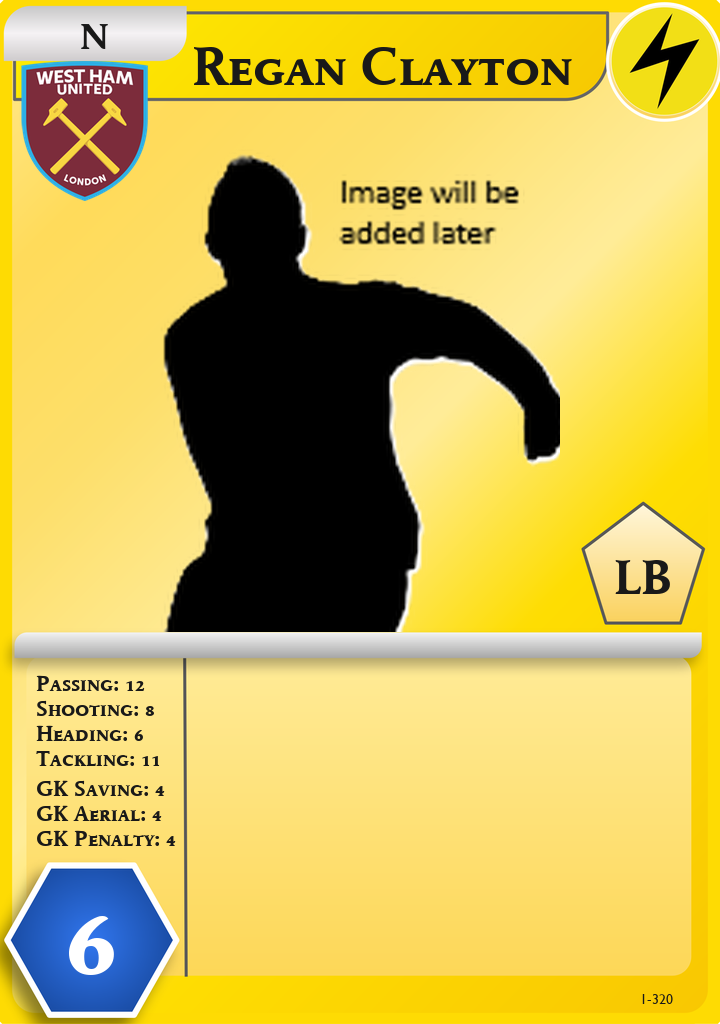 N
Regan Clayton
WEST HAM
UNITED
LONDON
Image will be
added later
LB
Passing: 12
Shooting: 8
Heading: 6
Tackling: 11
GK Saving: 4
GK Aerial: 4
GK Penalty: 4
6
1-320